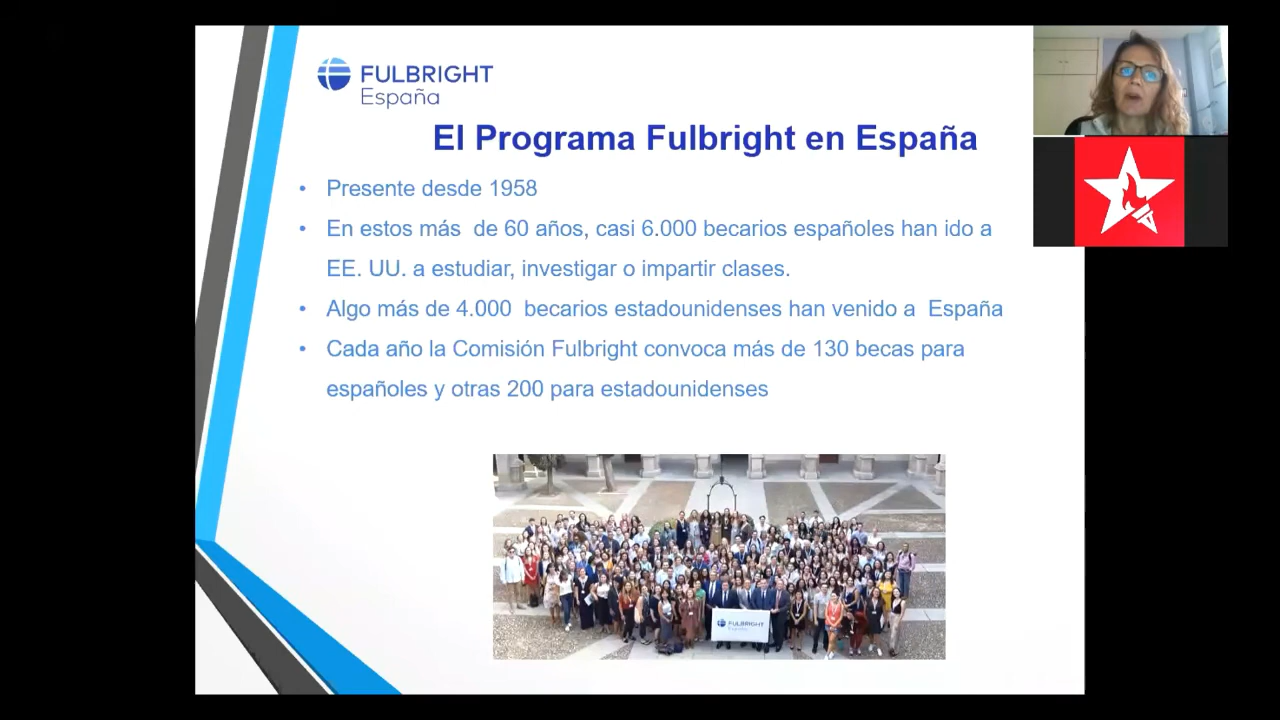 FULBRIGHT
España
El Programa Fulbright en España
• Presente desde 1958
• En estos más  de 60 años, casi 6.000 becarios españoles han ido a
EE. UU. a estudiar, investigar o impartir clases.
• Algo más de 4.000  becarios estadounidenses han venido a  España
• Cada año la Comisión Fulbright convoca más de 130 becas para
españoles y otras 200 para estadounidenses
FULBRIGHT
España